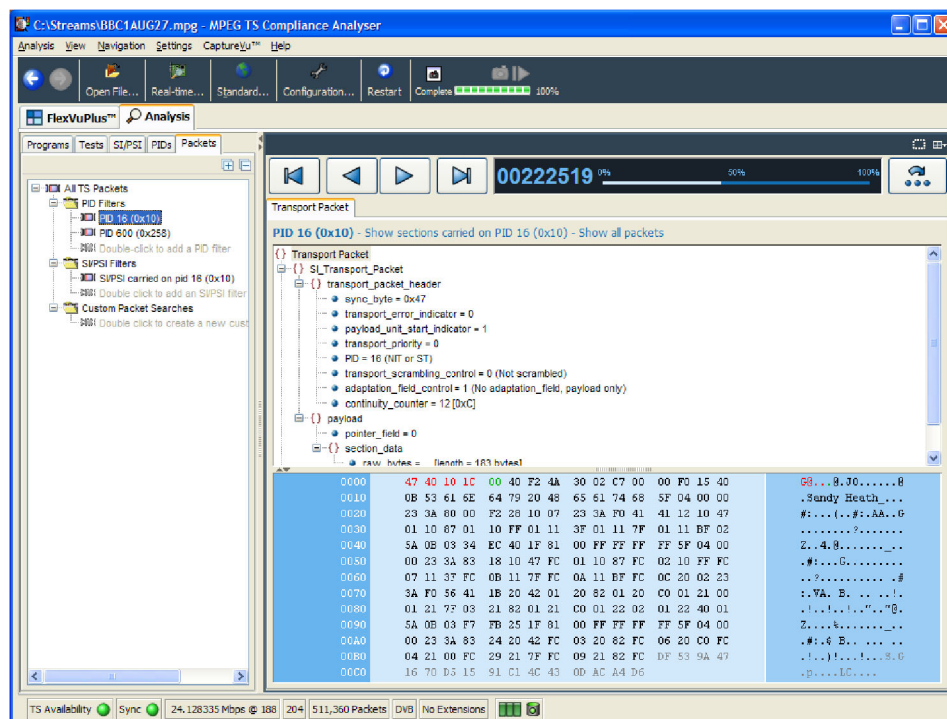 C:\Streams\BBC1AUG27.mpg - MPEG TS Compliance Analyser
Analysis View Navigation Settings CaptureVu™ Help
Open File... Real-time... Standard... Configuration... Restart Complete 100%
FlexVuPlus™ Analysis
Programs Tests SI/PSI PIDs Packets
All TS Packets
PID Filters
PID 16 (0x10)
PID 600 (0x258)
Double-click to add a PID filter
SI/PSI Filters
SI/PSI carried on pid 16 (0x10)
Double click to add an SI/PSI filter
Custom Packet Searches
Double click to create a new cust
00222519 0% 50% 100%
Transport Packet
PID 16 (0x10) - Show sections carried on PID 16 (0x10) - Show all packets
{} Transport Packet
{} SI_Transport_Packet
{} transport_packet_header
sync_byte = 0x47
transport_error_indicator = 0
payload_unit_start_indicator = 1
transport_priority = 0
PID = 16 (NIT or ST)
transport_scrambling_control = 0 (Not scrambled)
adaptation_field_control = 1 (No adaptation_field, payload only)
continuity_counter = 12 [0xC]
{} payload
pointer_field = 0
{} section_data
raw_bytes = ... [length = 183 bytes]
0000 47 40 10 1C 00 40 F2 4A 30 02 C7 00 00 F0 15 40 G@...@.J0......@
0010 0B 53 61 6E 64 79 20 48 65 61 74 68 5F 04 00 00 .Sandy Heath_...
0020 23 3A 80 00 F2 28 10 07 23 3A F0 41 41 12 10 47 #:...(..#:.AA..G
0030 01 10 87 01 10 FF 01 11 3F 01 11 7F 01 11 BF 02 ........?.......
0040 5A 0B 03 34 EC 40 1F 81 00 FF FF FF FF 5F 04 00 Z..4.@......._..
0050 00 23 3A 83 18 10 47 FC 01 10 87 FC 02 10 FF FC .#:...G.........
0060 07 11 3F FC 0B 11 7F FC 0A 11 BF FC 0C 20 02 23 ..?.......... .#
0070 3A F0 56 41 1B 20 42 01 20 82 01 20 C0 01 21 00 :.VA. B. .. ..!.
0080 01 21 7F 03 21 82 01 21 C0 01 22 02 01 22 40 01 .!..!..!..".."@.
0090 5A 0B 03 F7 FB 25 1F 81 00 FF FF FF FF 5F 04 00 Z....%......._..
00A0 00 23 3A 83 24 20 42 FC 03 20 82 FC 06 20 C0 FC .#:.$ B.. ... ..
00B0 04 21 00 FC 29 21 7F FC 09 21 82 FC DF 53 9A 47 .!..)!...!...S.G
00C0 16 70 D5 15 91 C1 4C 43 0D AC A4 D6 .p....LC....
TS Availability Sync 24.128335 Mbps @ 188 204 511,360 Packets DVB No Extensions